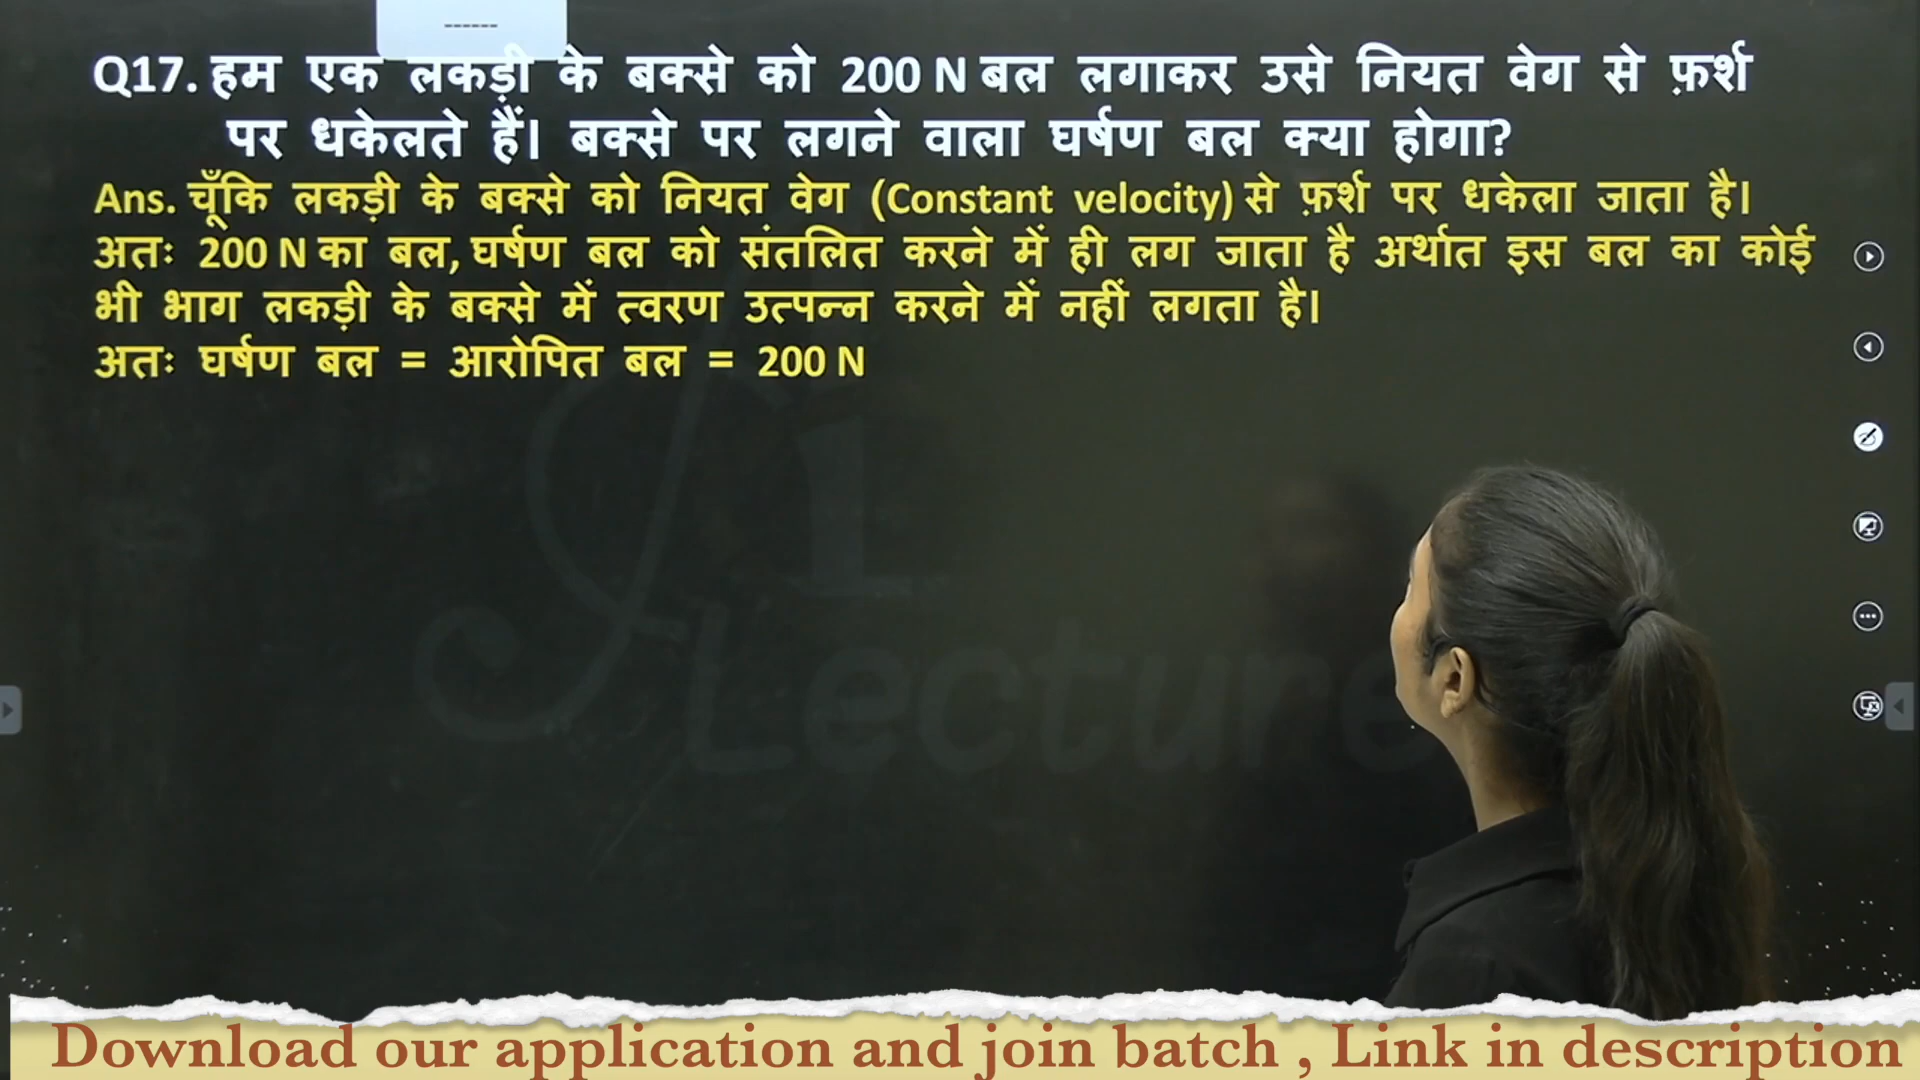 ------
Q17. हम एक लकड़ी के बक्से को 200 N बल लगाकर उसे नियत वेग से फ़र्श
पर धकेलते हैं। बक्से पर लगने वाला घर्षण बल क्या होगा?
Ans. चूँकि लकड़ी के बक्से को नियत वेग (Constant velocity) से फ़र्श पर धकेला जाता है।
अतः 200 N का बल, घर्षण बल को संतलित करने में ही लग जाता है अर्थात इस बल का कोई
भी भाग लकड़ी के बक्से में त्वरण उत्पन्न करने में नहीं लगता है।
अतः घर्षण बल = आरोपित बल = 200 N
Lecture
Download our application and join batch , Link in description